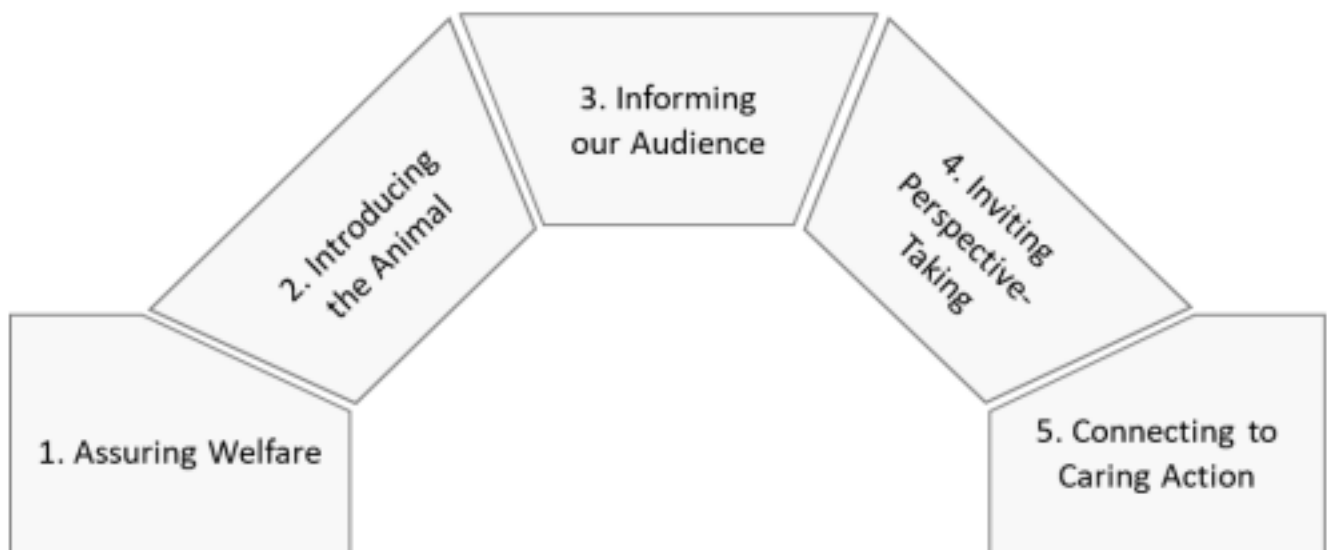 1. Assuring Welfare
2. Introducing
the Animal
3. Informing
our Audience
4. Inviting
Perspective-
Taking
5. Connecting to
Caring Action